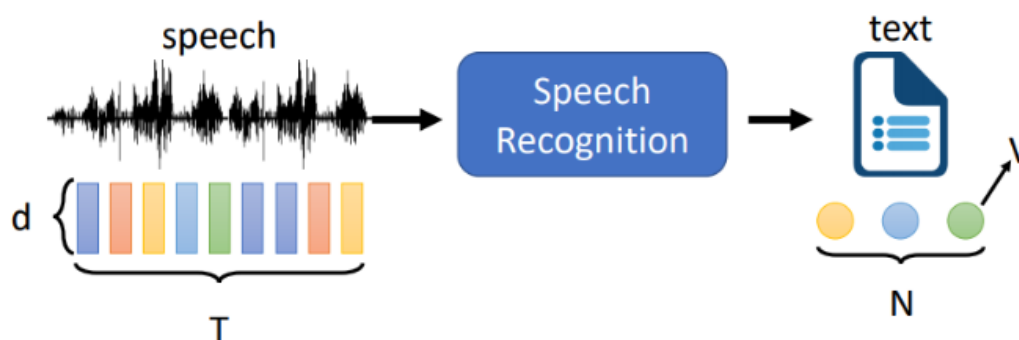 speech
text
Speech
Recognition
V
d
T
N